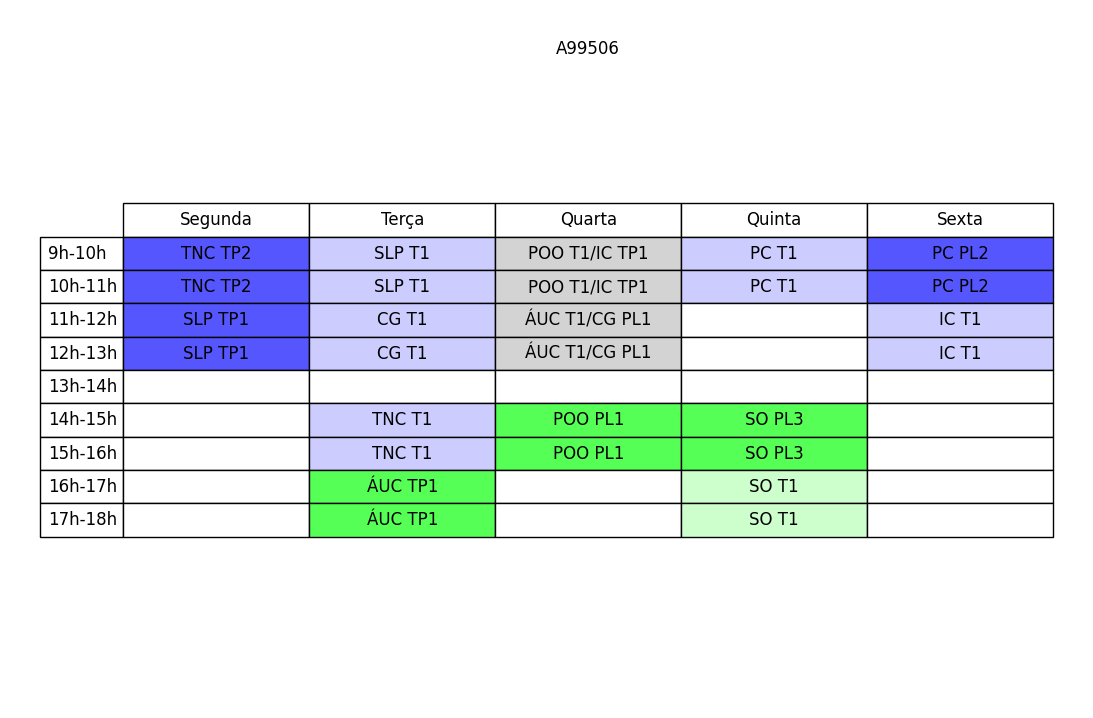 A99506
Segunda Terça Quarta Quinta Sexta
9h-10h TNC TP2 SLP T1 POO T1/IC TP1 PC T1 PC PL2
10h-11h TNC TP2 SLP T1 POO T1/IC TP1 PC T1 PC PL2
11h-12h SLP TP1 CG T1 ÁUC T1/CG PL1 IC T1
12h-13h SLP TP1 CG T1 ÁUC T1/CG PL1 IC T1
13h-14h
14h-15h TNC T1 POO PL1 SO PL3
15h-16h TNC T1 POO PL1 SO PL3
16h-17h ÁUC TP1 SO T1
17h-18h ÁUC TP1 SO T1